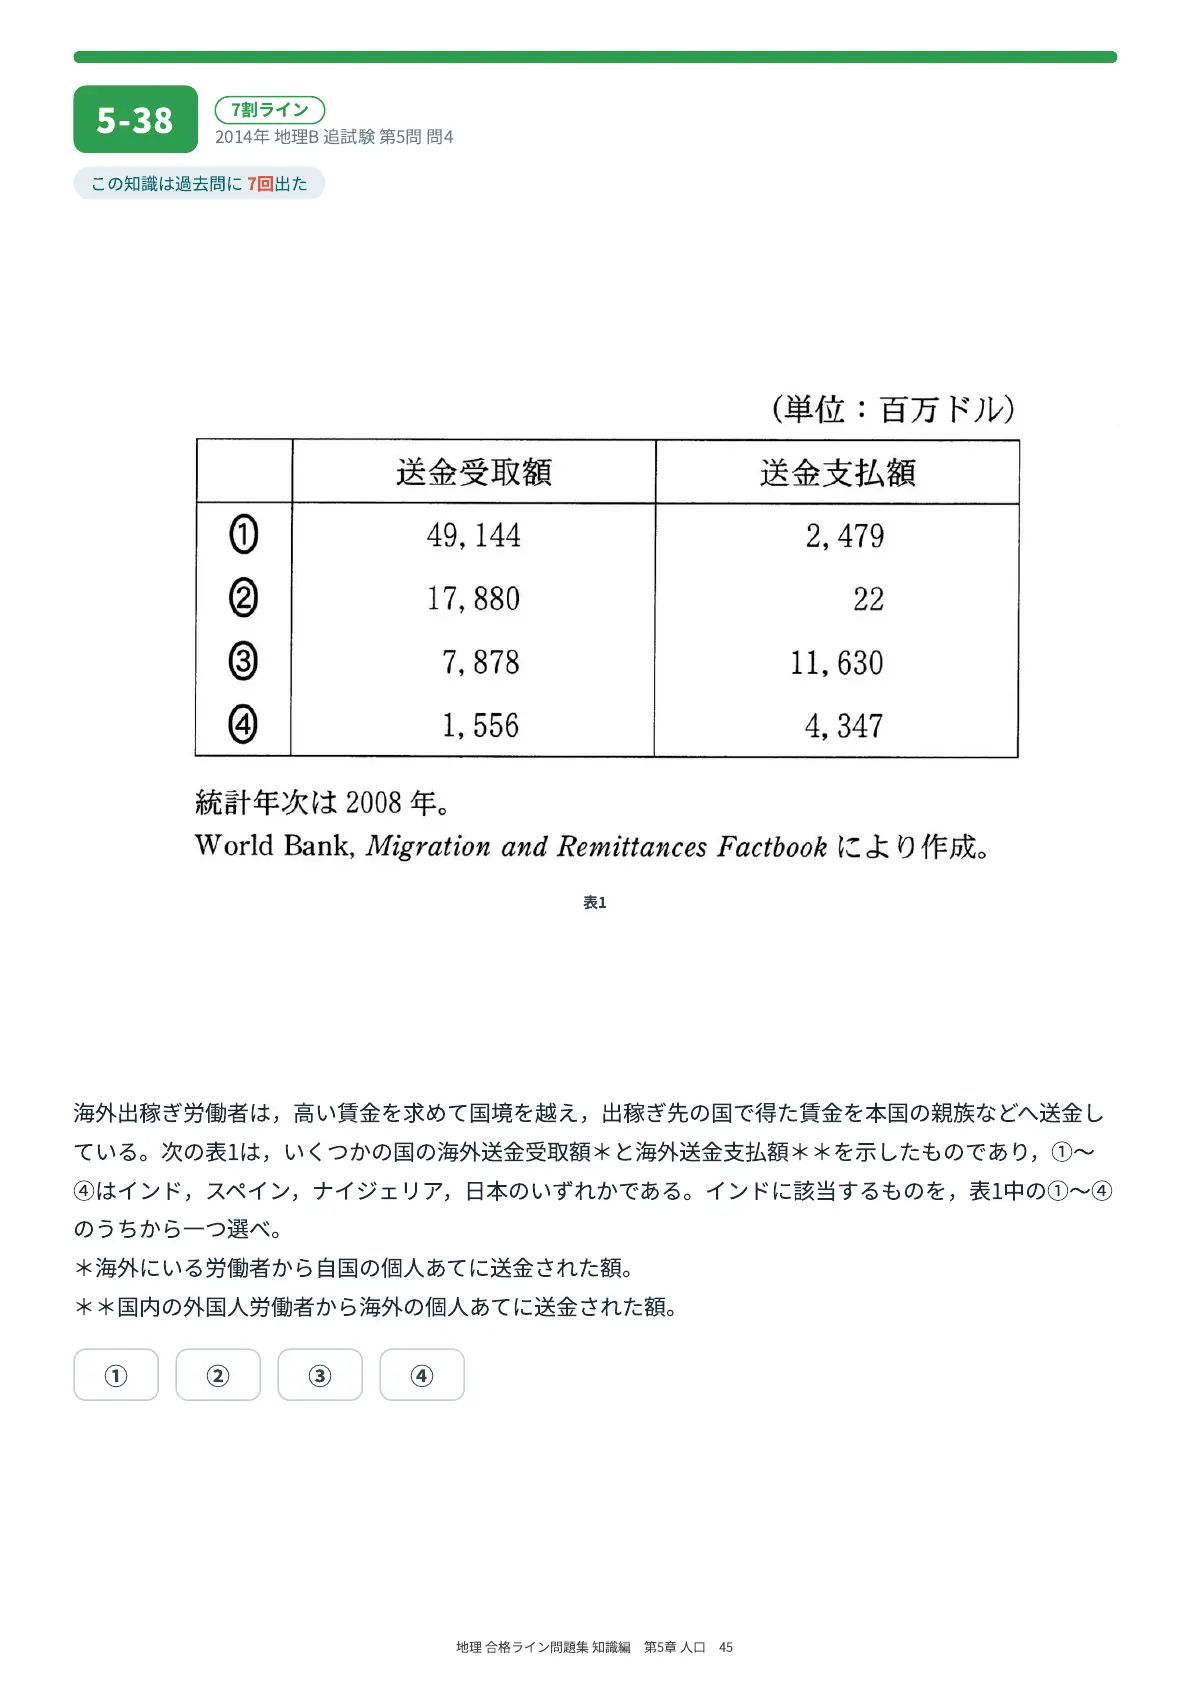 5-38
7割ライン
2014年 地理B 追試験 第5問 問4
この知識は過去問に 7回出た
(単位：百万ドル)
送金受取額 送金支払額
① 49,144 2,479
② 17,880 22
③ 7,878 11,630
④ 1,556 4,347
統計年次は 2008 年。
World Bank, Migration and Remittances Factbook により作成。
表1
海外出稼ぎ労働者は，高い賃金を求めて国境を越え，出稼ぎ先の国で得た賃金を本国の親族などへ送金し
ている。次の表1は，いくつかの国の海外送金受取額＊と海外送金支払額＊＊を示したものであり，①～
④はインド，スペイン，ナイジェリア，日本のいずれかである。インドに該当するものを，表1中の①～④
のうちから一つ選べ。
＊海外にいる労働者から自国の個人あてに送金された額。
＊＊国内の外国人労働者から海外の個人あてに送金された額。
① ② ③ ④
地理 合格ライン問題集 知識編 第5章 人口 45